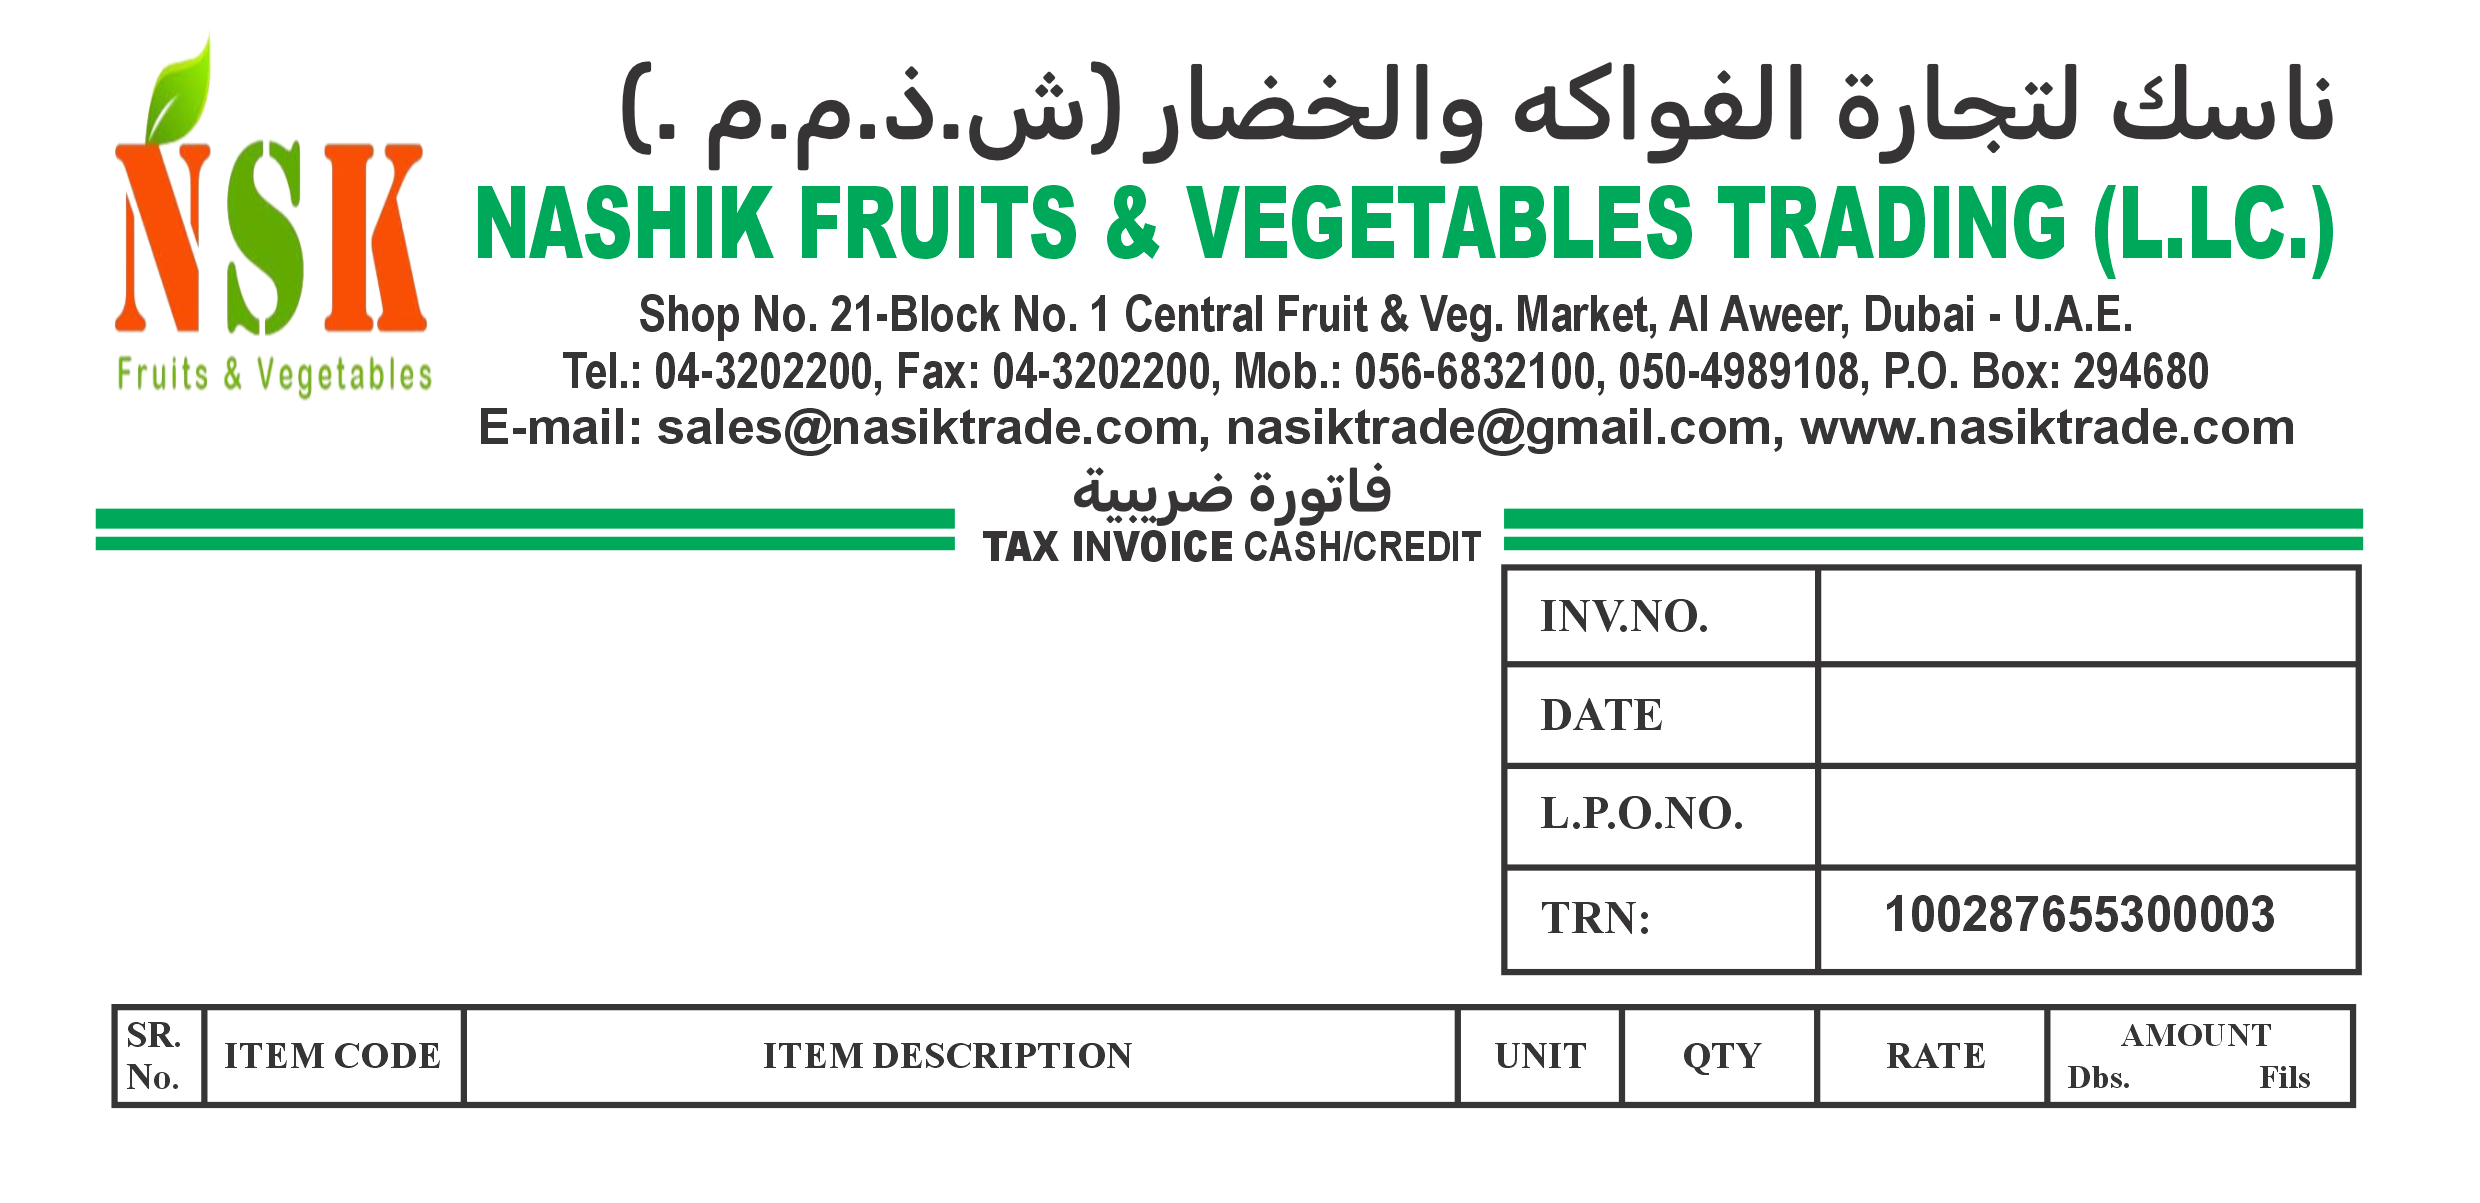 NSK
Fruits & Vegetables
ناسك لتجارة الفواكه والخضار (ش.ذ.م.م .)
NASHIK FRUITS & VEGETABLES TRADING (L.LC.)
Shop No. 21-Block No. 1 Central Fruit & Veg. Market, Al Aweer, Dubai - U.A.E.
Tel.: 04-3202200, Fax: 04-3202200, Mob.: 056-6832100, 050-4989108, P.O. Box: 294680
E-mail: sales@nasiktrade.com, nasiktrade@gmail.com, www.nasiktrade.com
فاتورة ضريبية
TAX INVOICE CASH/CREDIT
INV.NO.
DATE
L.P.O.NO.
TRN: 100287655300003
SR. No. ITEM CODE ITEM DESCRIPTION UNIT QTY RATE AMOUNT
Dbs. Fils